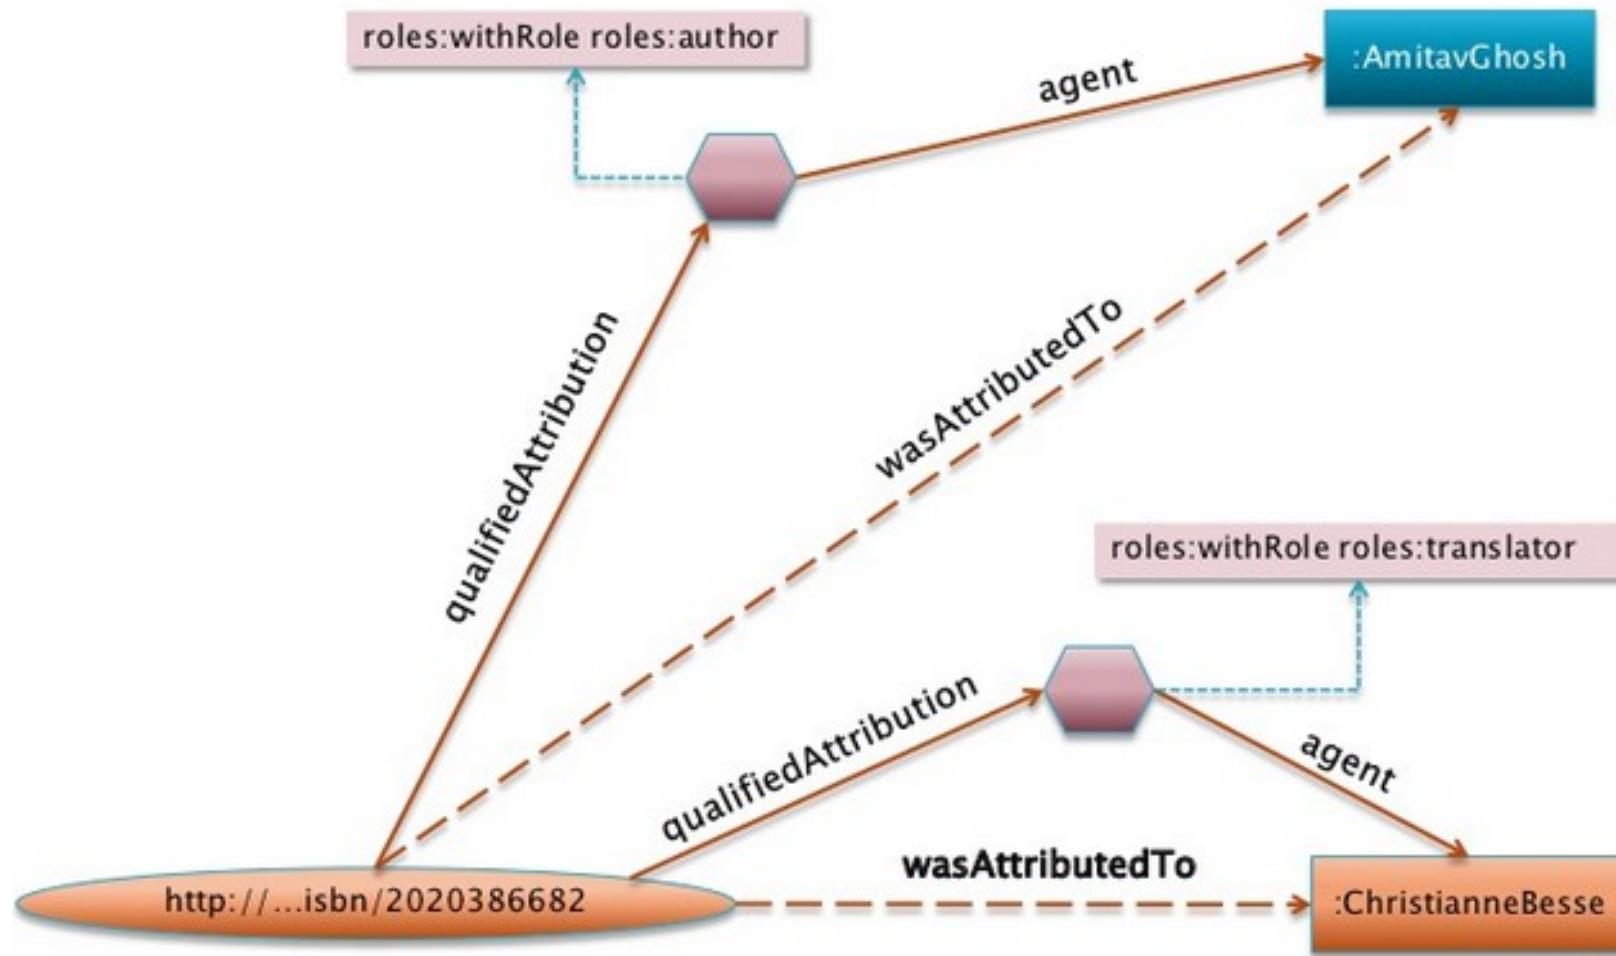 roles:withRole roles:author
:AmitavGhosh
agent
qualifiedAttribution
wasAttributedTo
roles:withRole roles:translator
qualifiedAttribution
agent
wasAttributedTo
http://...isbn/2020386682
:ChristianneBesse